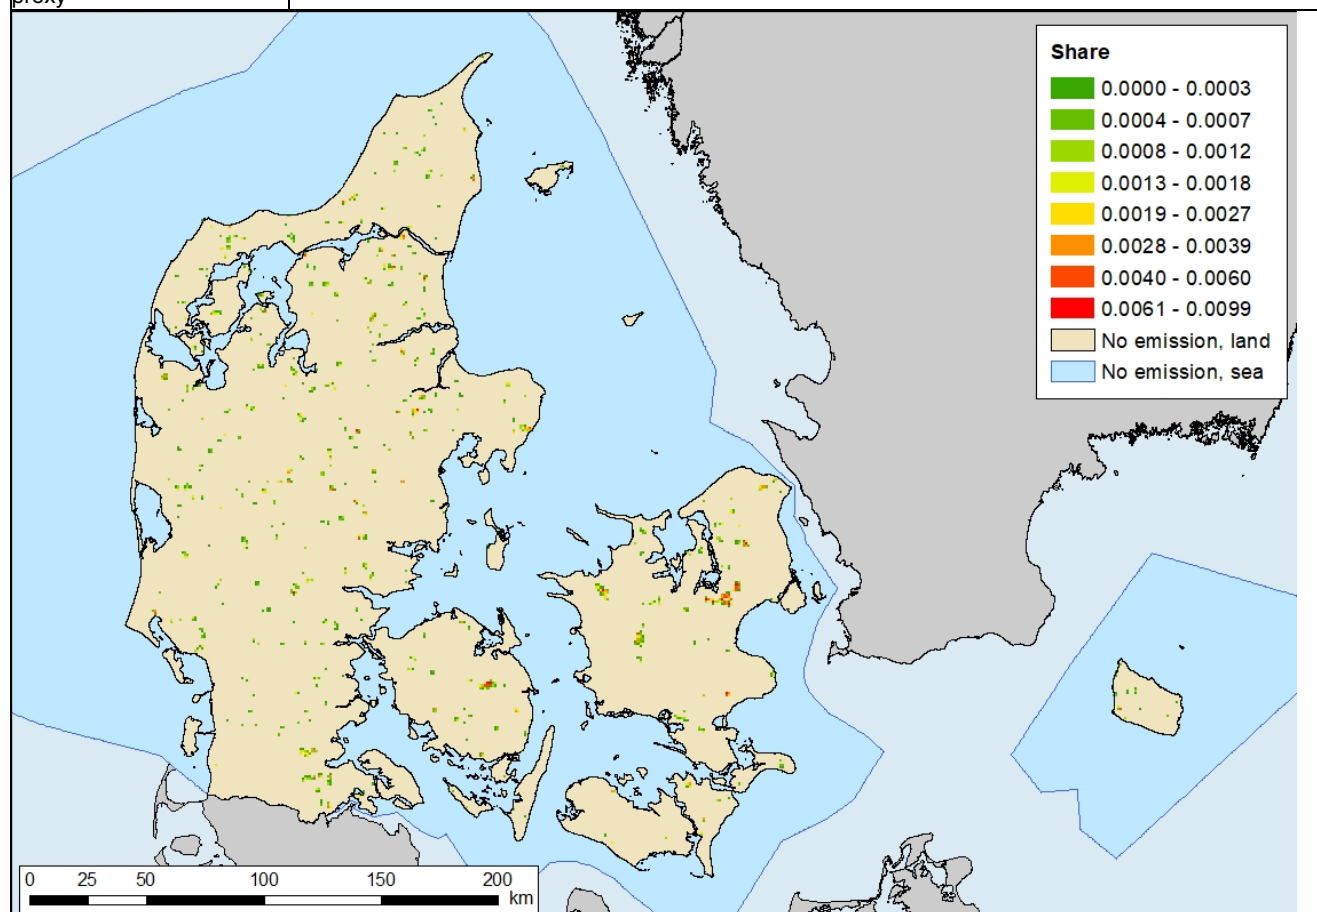 proxy
Share
0.0000 - 0.0003
0.0004 - 0.0007
0.0008 - 0.0012
0.0013 - 0.0018
0.0019 - 0.0027
0.0028 - 0.0039
0.0040 - 0.0060
0.0061 - 0.0099
No emission, land
No emission, sea
0 25 50 100 150 200
km